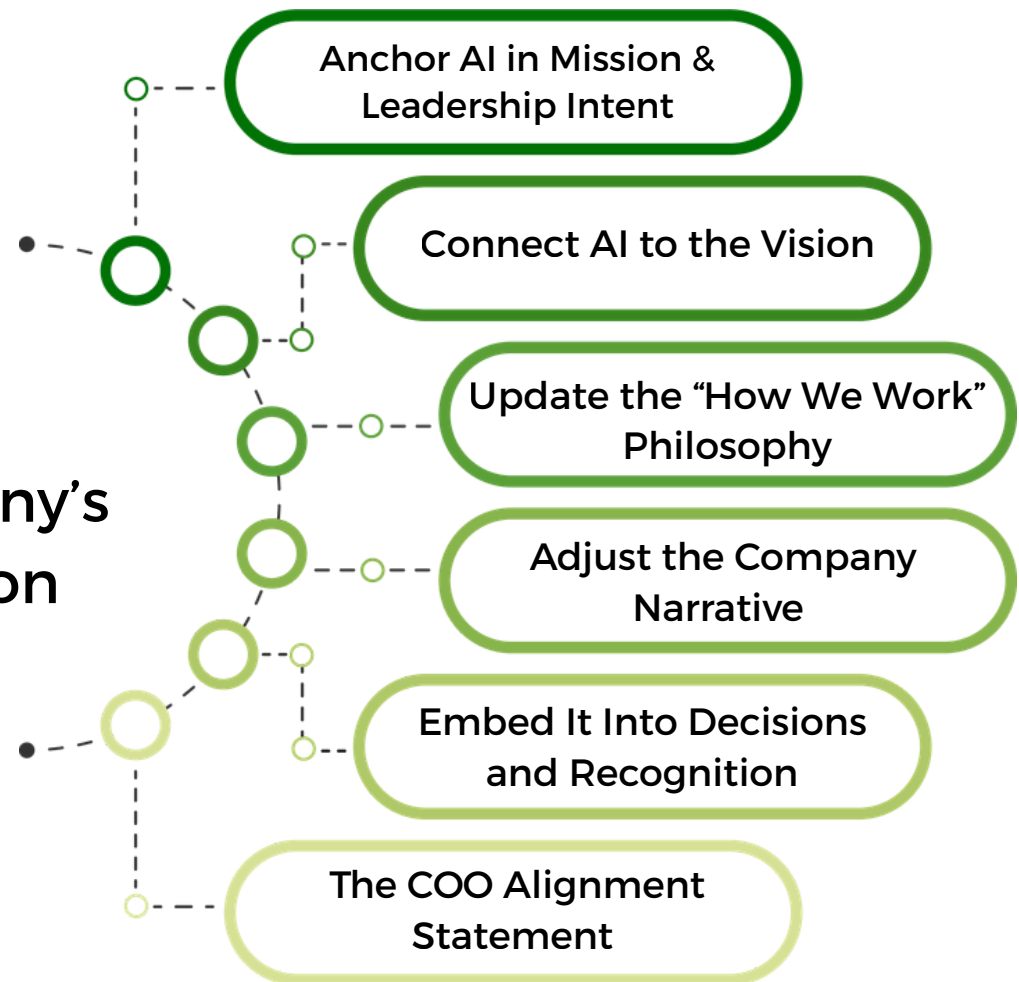 Anchor AI in Mission &
Leadership Intent
Connect AI to the Vision
Update the “How We Work”
Philosophy
ny’s
on
Adjust the Company
Narrative
Embed It Into Decisions
and Recognition
The COO Alignment
Statement